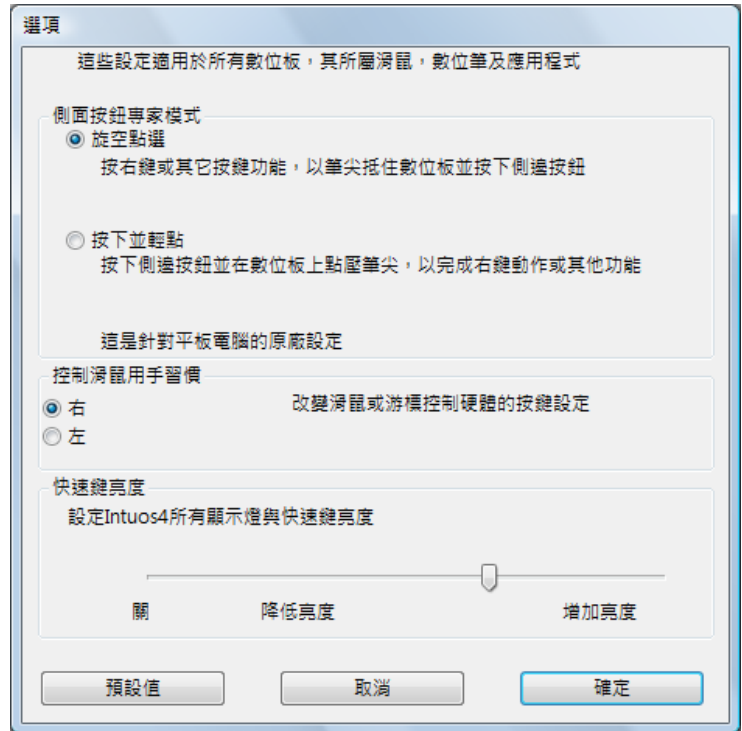 選項
這些設定適用於所有數位板，其所屬滑鼠，數位筆及應用程式
側面按鈕專家模式
旋空點選
按右鍵或其它按鍵功能，以筆尖抵住數位板並按下側邊按鈕
按下並輕點
按下側邊按鈕並在數位板上點壓筆尖，以完成右鍵動作或其他功能
這是針對平板電腦的原廠設定
控制滑鼠用手習慣
右
改變滑鼠或游標控制硬體的按鍵設定
左
快速鍵亮度
設定Intuos4所有顯示燈與快速鍵亮度
關 降低亮度 增加亮度
預設值 取消 確定